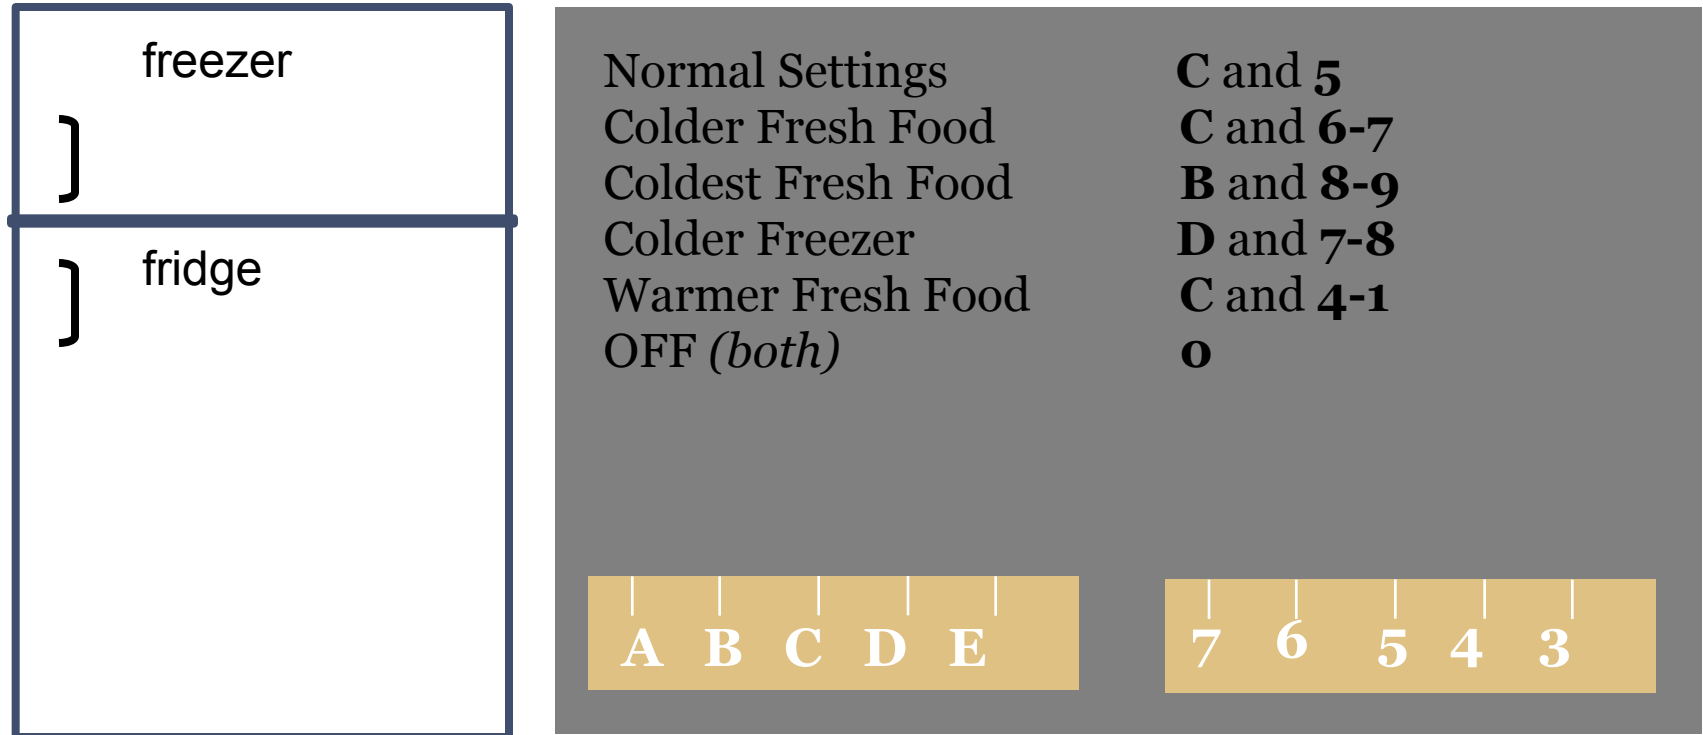 freezer
fridge
Normal Settings C and 5
Colder Fresh Food C and 6-7
Coldest Fresh Food B and 8-9
Colder Freezer D and 7-8
Warmer Fresh Food C and 4-1
OFF (both) 0
A B C D E
7 6 5 4 3